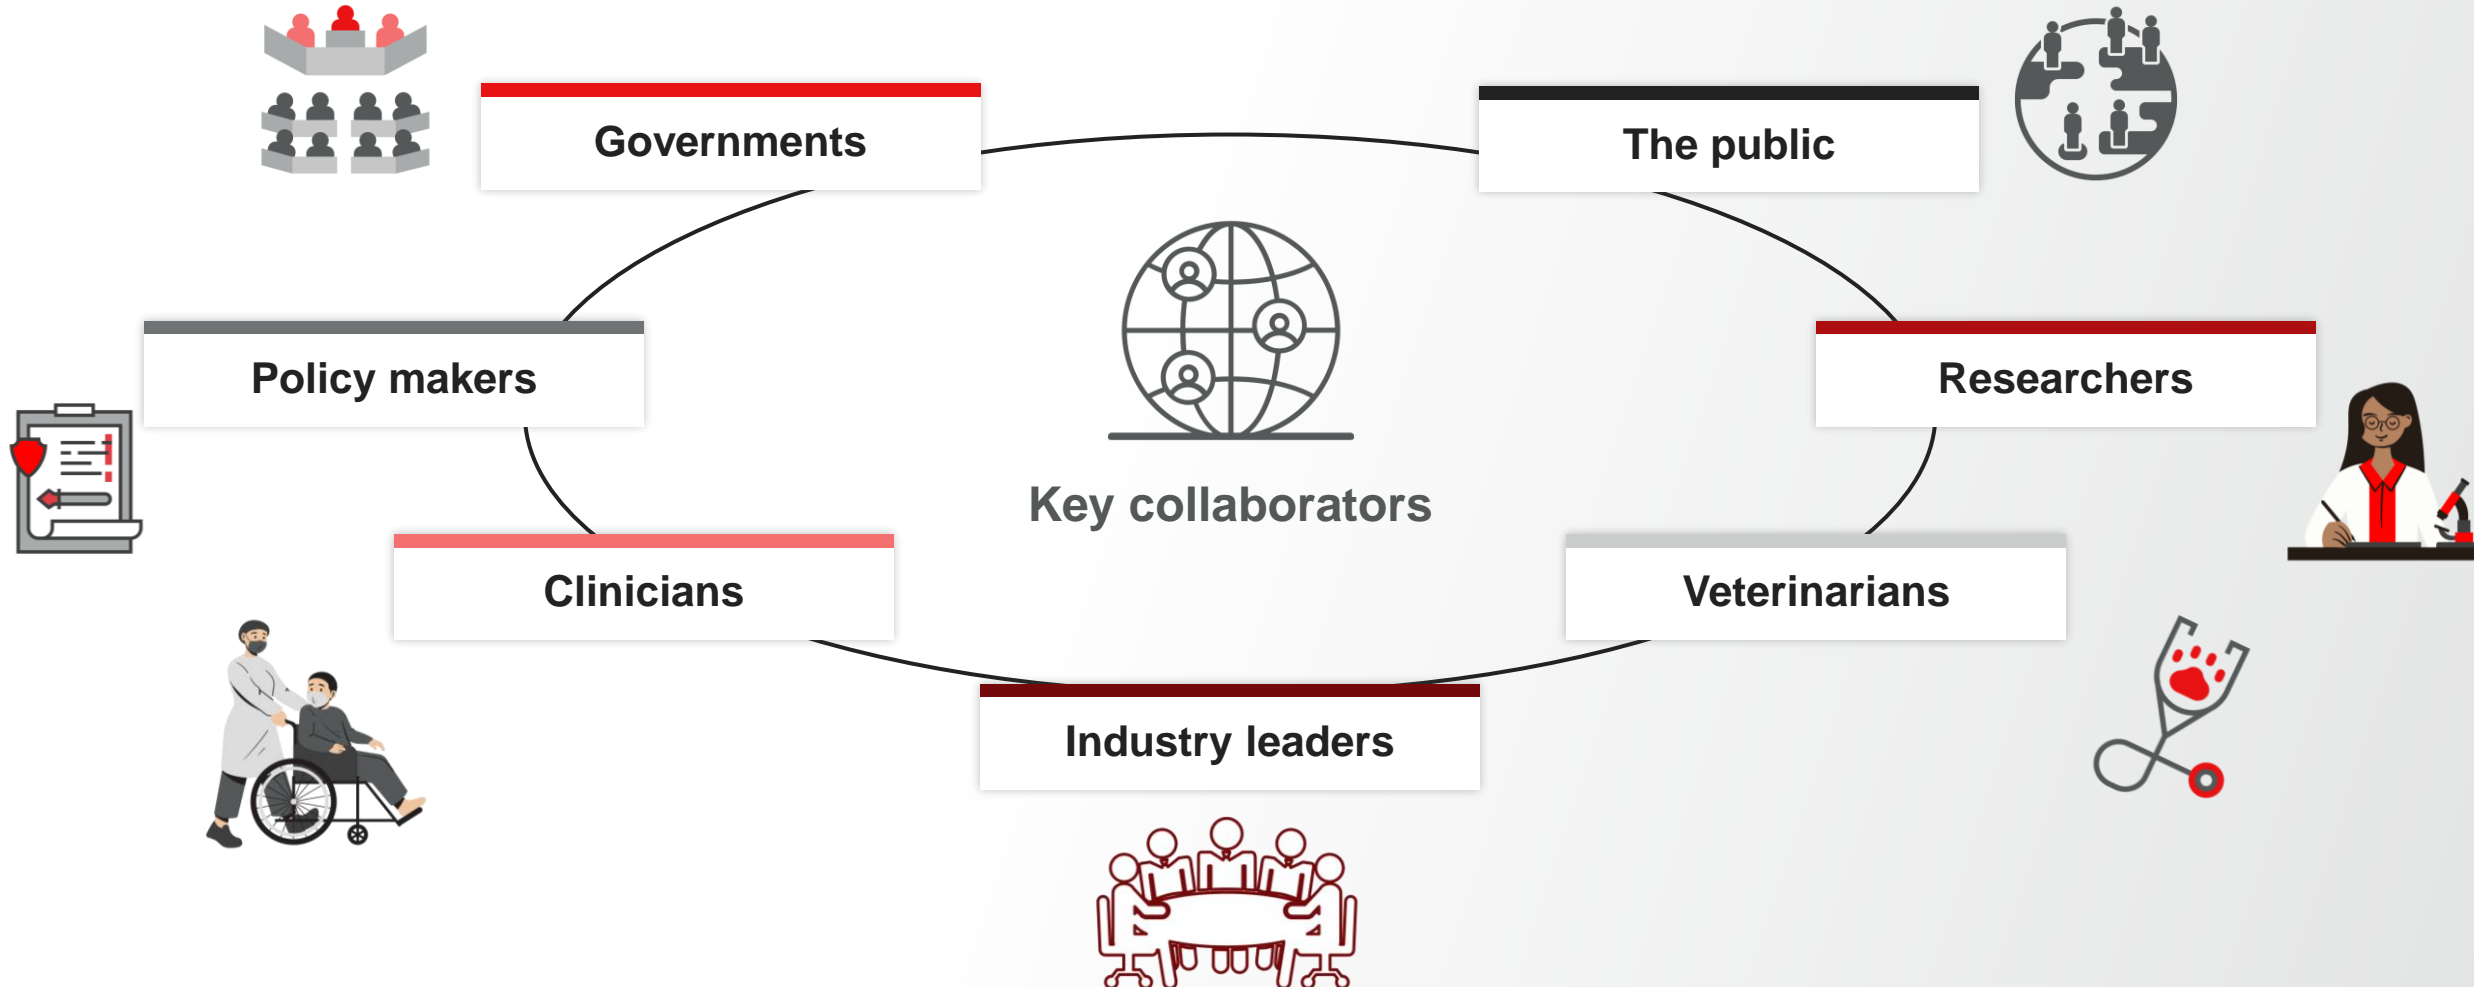 Governments
The public
Policy makers
Researchers
Key collaborators
Clinicians
Veterinarians
Industry leaders